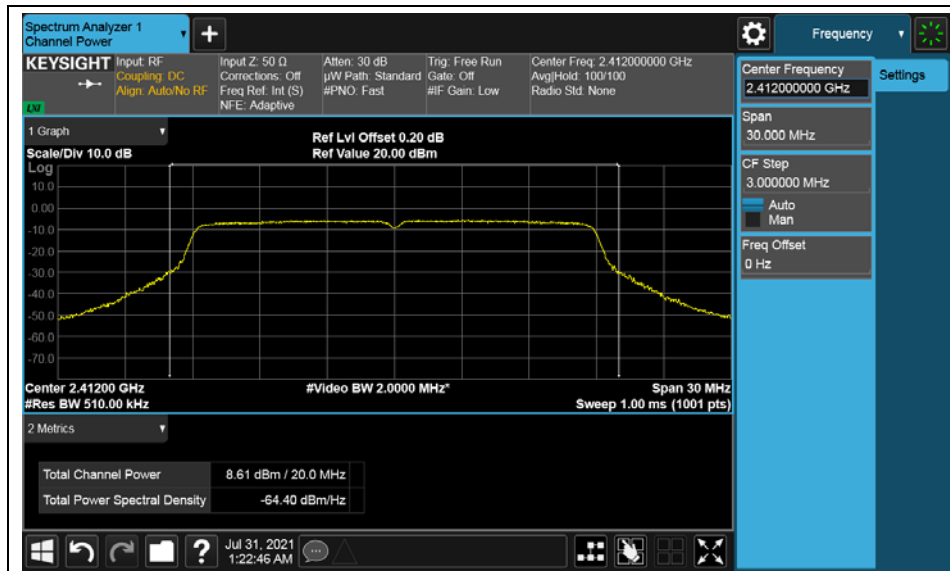 Spectrum Analyzer 1
Channel Power
+
Frequency
KEYSIGHT
Input: RF
Coupling: DC
Align: Auto/No RF
Input Z: 50 Ω
Corrections: Off
Freq Ref: Int (S)
NFE: Adaptive
Atten: 30 dB
µW Path: Standard
#PNO: Fast
Trig: Free Run
Gate: Off
#IF Gain: Low
Center Freq: 2.412000000 GHz
Avg|Hold: 100/100
Radio Std: None
LXI
Center Frequency
2.412000000 GHz
Settings
Span
30.000 MHz
CF Step
3.000000 MHz
Auto
Man
Freq Offset
0 Hz
1 Graph
Scale/Div 10.0 dB
Ref Lvl Offset 0.20 dB
Ref Value 20.00 dBm
Log
10.0
0.00
-10.0
-20.0
-30.0
-40.0
-50.0
-60.0
-70.0
Center 2.41200 GHz
#Video BW 2.0000 MHz*
Span 30 MHz
#Res BW 510.00 kHz
Sweep 1.00 ms (1001 pts)
2 Metrics
Total Channel Power 8.61 dBm / 20.0 MHz
Total Power Spectral Density -64.40 dBm/Hz
?
Jul 31, 2021
1:22:46 AM